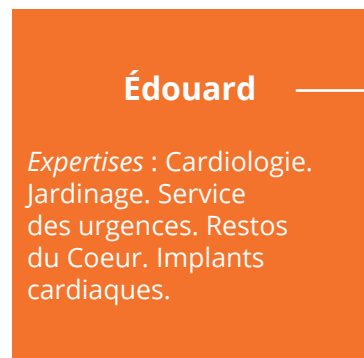 Édouard
Expertises : Cardiologie.
Jardinage. Service
des urgences. Restos
du Coeur. Implants
cardiaques.